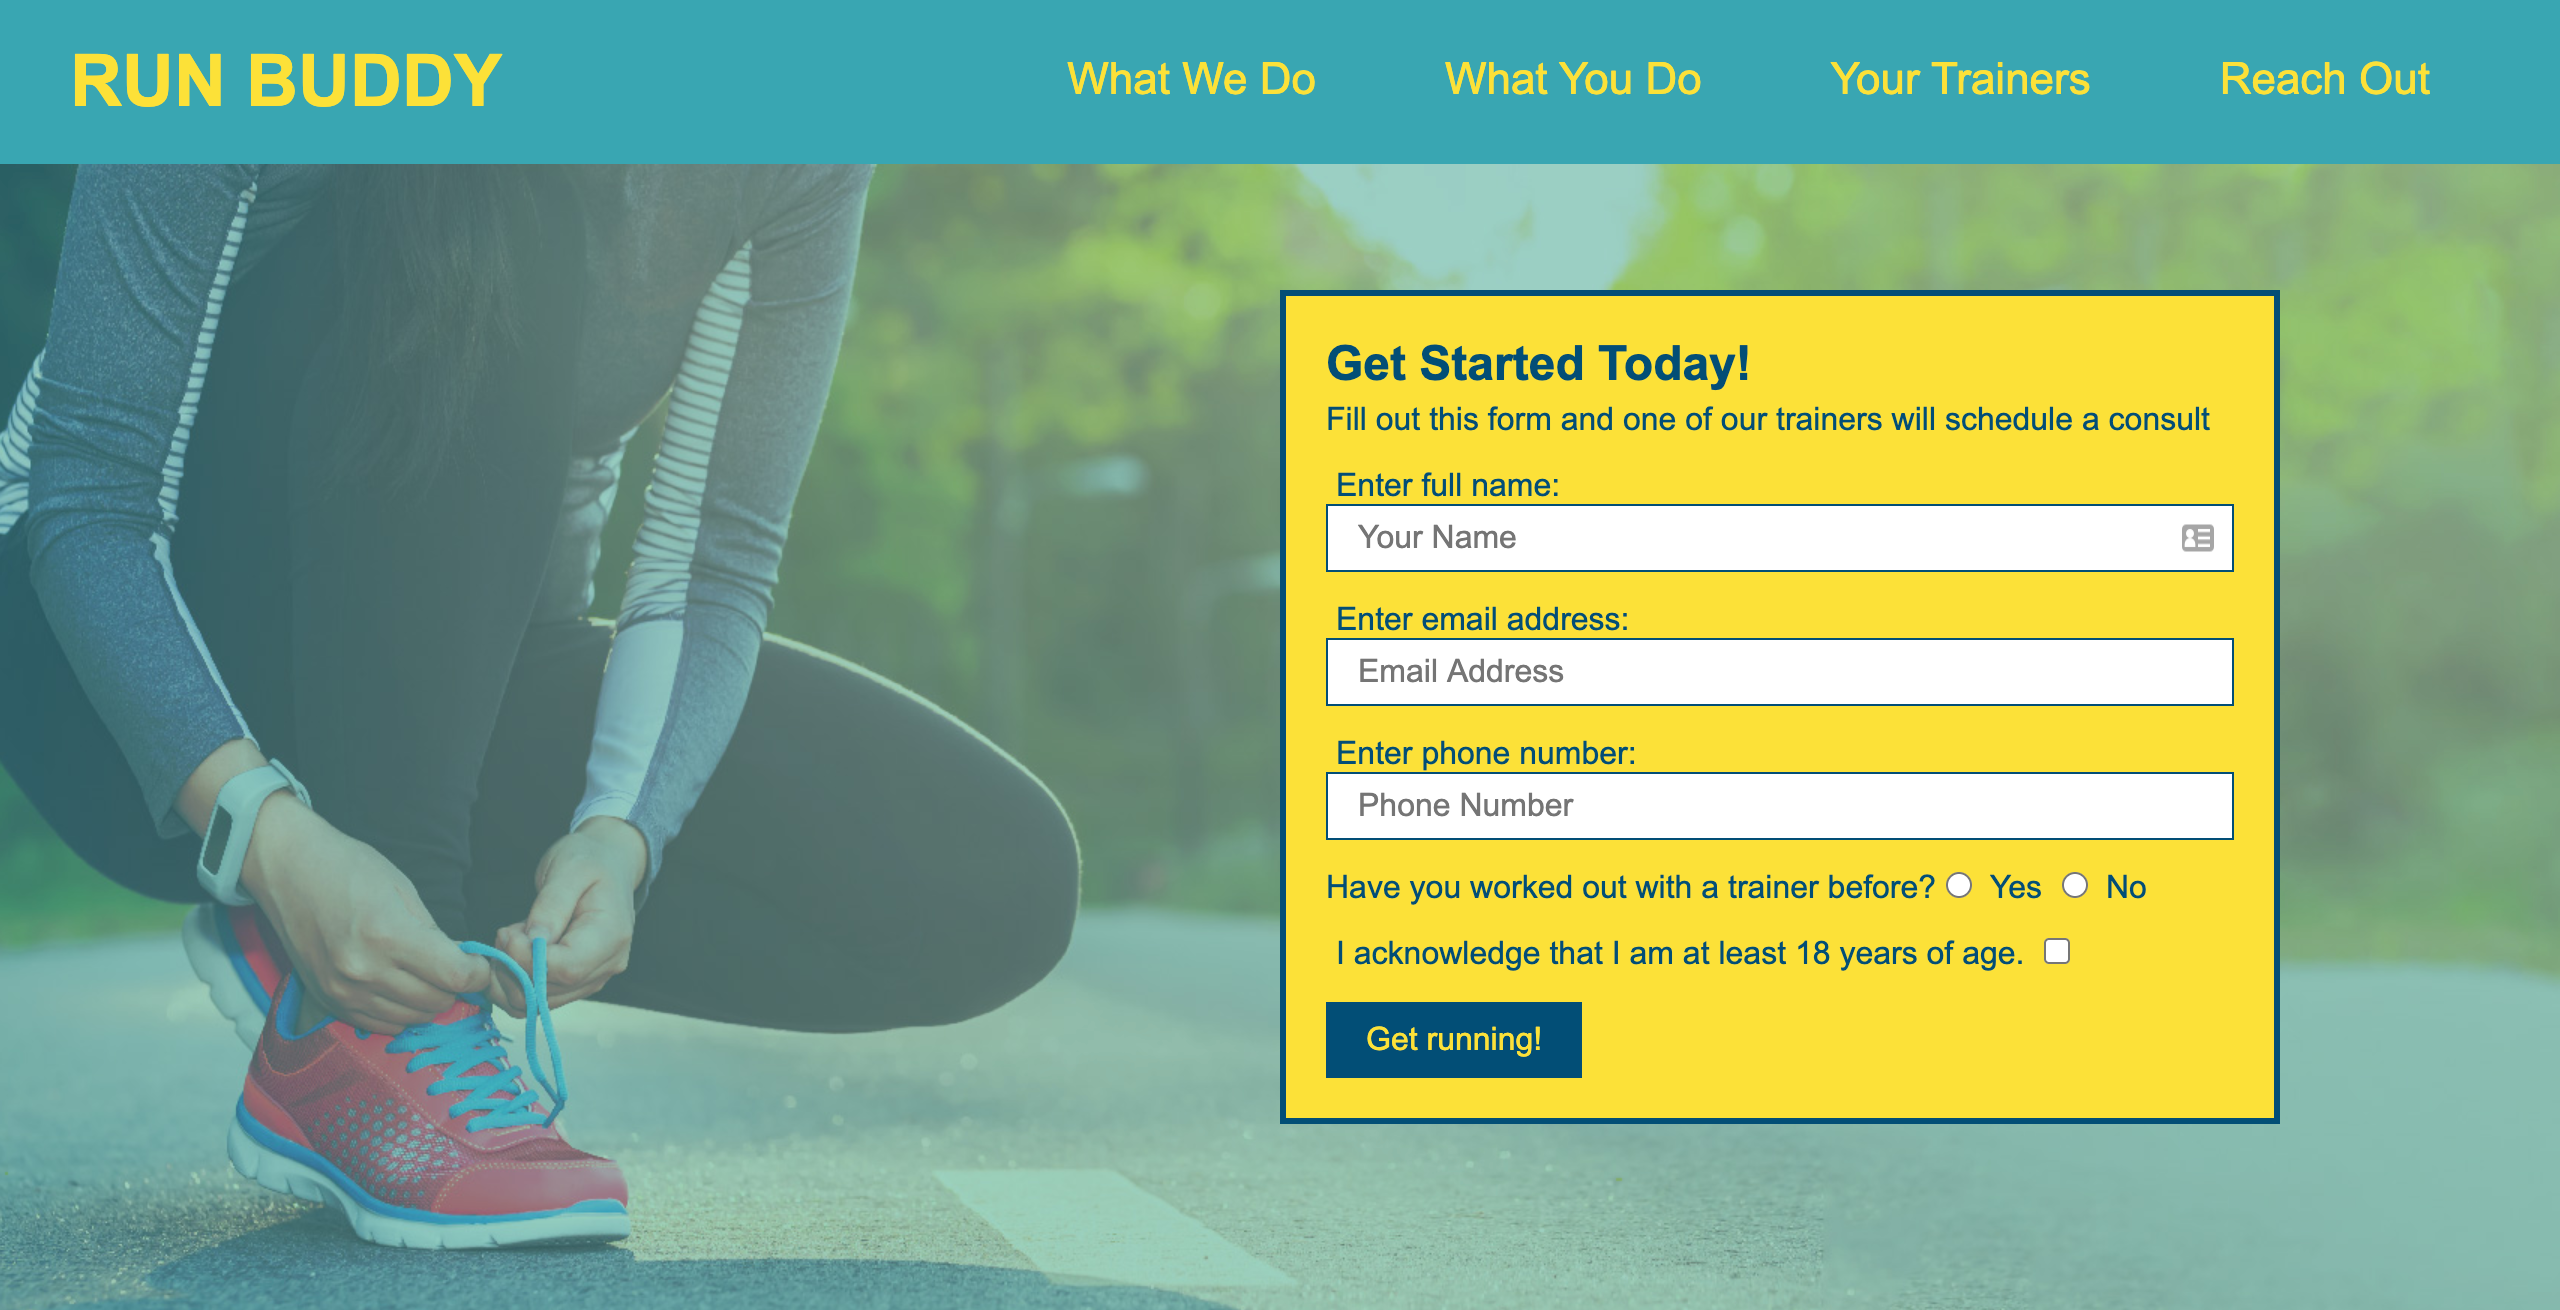 RUN BUDDY
What We Do
What You Do
Your Trainers
Reach Out
Get Started Today!
Fill out this form and one of our trainers will schedule a consult
Enter full name:
Your Name
Enter email address:
Email Address
Enter phone number:
Phone Number
Have you worked out with a trainer before? Yes No
I acknowledge that I am at least 18 years of age.
Get running!